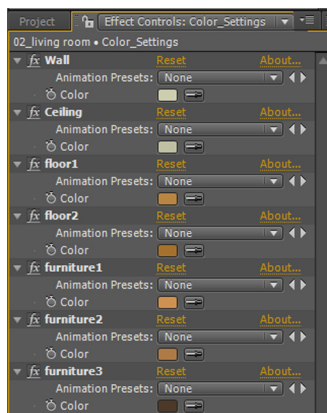 Project Effect Controls: Color_Settings
02_living room • Color_Settings
fx Wall Reset About...
Animation Presets: None
Color
fx Ceiling Reset About...
Animation Presets: None
Color
fx floor1 Reset About...
Animation Presets: None
Color
fx floor2 Reset About...
Animation Presets: None
Color
fx furniture1 Reset About...
Animation Presets: None
Color
fx furniture2 Reset About...
Animation Presets: None
Color
fx furniture3 Reset About...
Animation Presets: None
Color